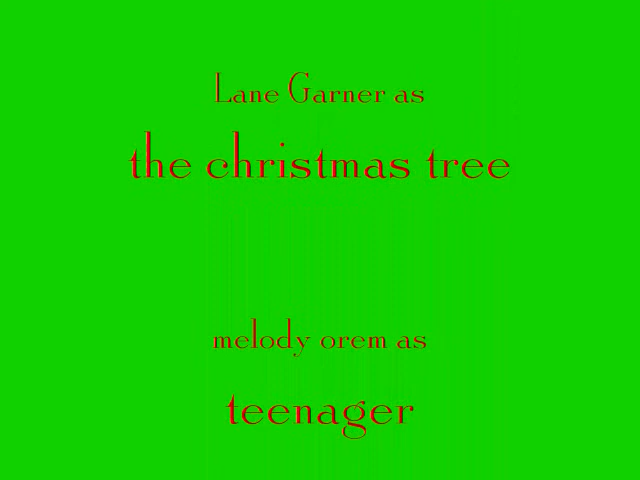 Lane Garner as
the christmas tree
melody orem as
teenager